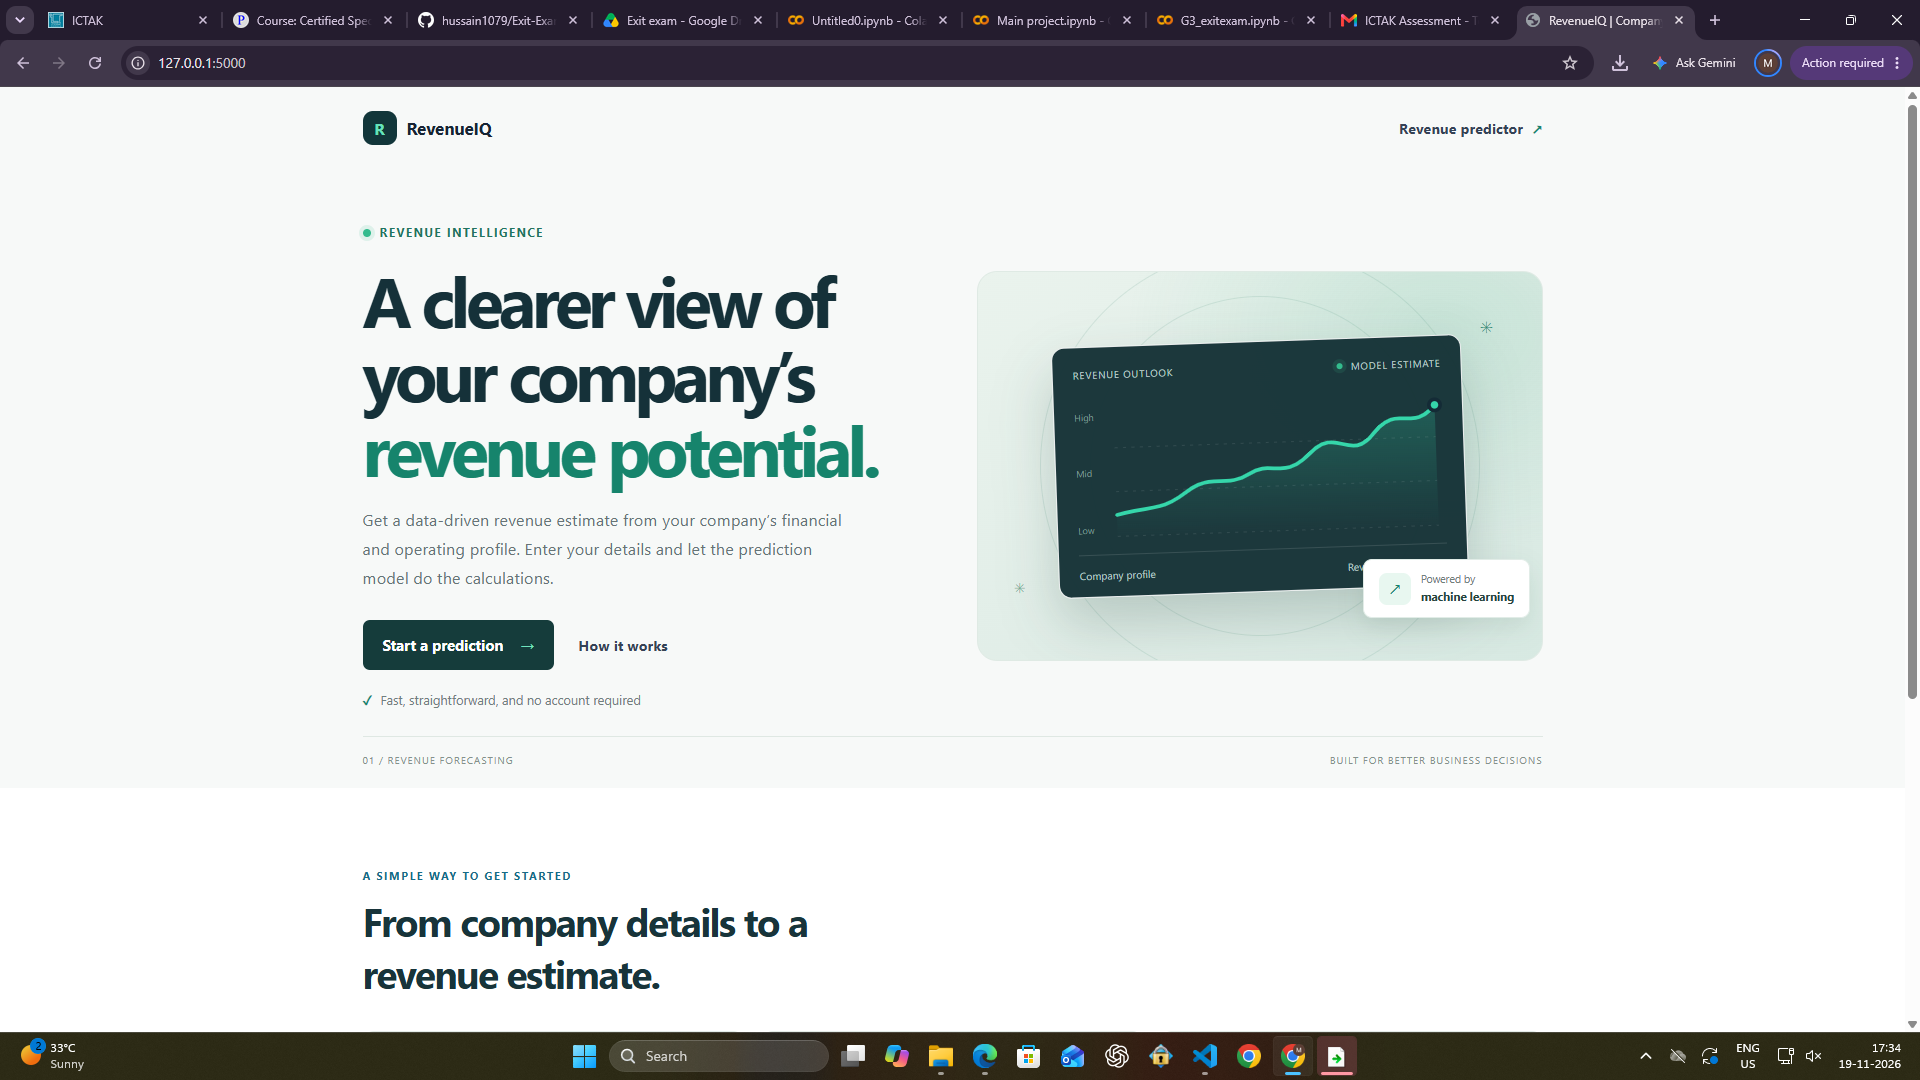 ICTAK
Course: Certified Spe
hussain1079/Exit-Exa
Exit exam - Google D
Untitled0.ipynb - Cola
Main project.ipynb -
G3_exitexam.ipynb -
ICTAK Assessment - T
RevenueIQ | Compan
127.0.0.1:5000
Ask Gemini
M
Action required
R
RevenueIQ
Revenue predictor ↗
REVENUE INTELLIGENCE
A clearer view of
your company’s
revenue potential.
Get a data-driven revenue estimate from your company’s financial
and operating profile. Enter your details and let the prediction
model do the calculations.
Start a prediction →
How it works
✓ Fast, straightforward, and no account required
REVENUE OUTLOOK
MODEL ESTIMATE
High
Mid
Low
Company profile
Rev
↗
Powered by
machine learning
01 / REVENUE FORECASTING
BUILT FOR BETTER BUSINESS DECISIONS
A SIMPLE WAY TO GET STARTED
From company details to a
revenue estimate.
2
33°C
Sunny
Search
ENG
US
17:34
19-11-2026